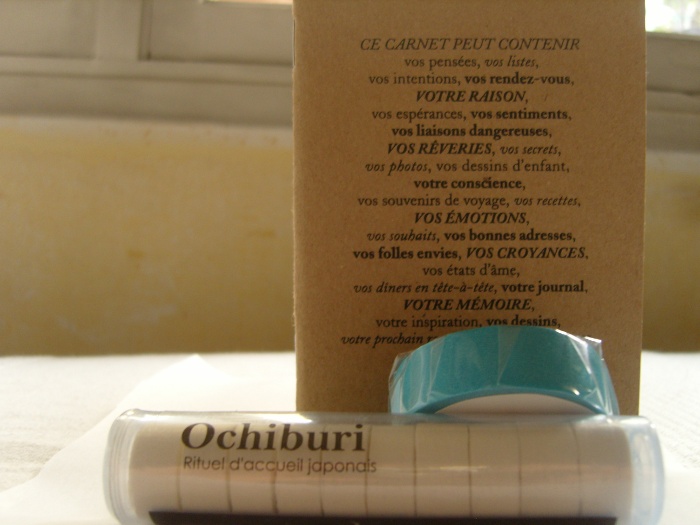 CE CARNET PEUT CONTENIR
vos pensées, vos listes,
vos intentions, vos rendez-vous,
VOTRE RAISON,
vos espérances, vos sentiments,
vos liaisons dangereuses,
VOS RÊVERIES, vos secrets,
vos photos, vos dessins d'enfant,
votre conscience,
vos souvenirs de voyage, vos recettes,
VOS ÉMOTIONS,
vos souhaits, vos bonnes adresses,
vos folles envies, VOS CROYANCES,
vos états d'âme,
vos dîners en tête-à-tête, votre journal,
VOTRE MÉMOIRE,
votre inspiration, vos dessins,
votre prochain
Ochiburi
Rituel d'accueil japonais